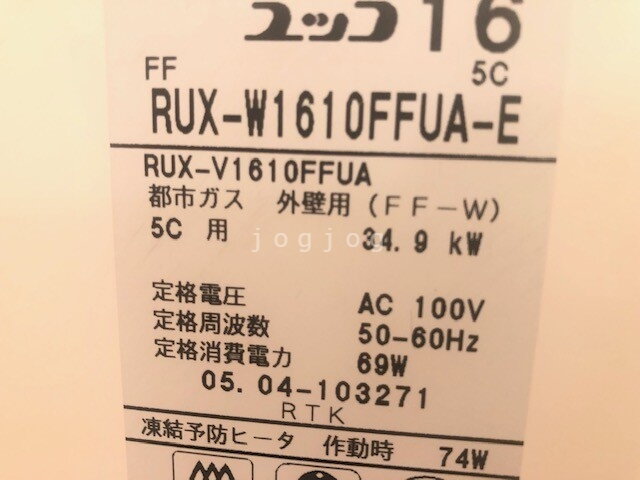 ユッコ16
FF 5C
RUX-W1610FFUA-E
RUX-V1610FFUA
都市ガス 外壁用(FF-W)
5C 用 34.9 kW
jogjog
定格電圧 AC 100V
定格周波数 50-60Hz
定格消費電力 69W
05.04-103271
RTK
凍結予防ヒータ 作動時 74W